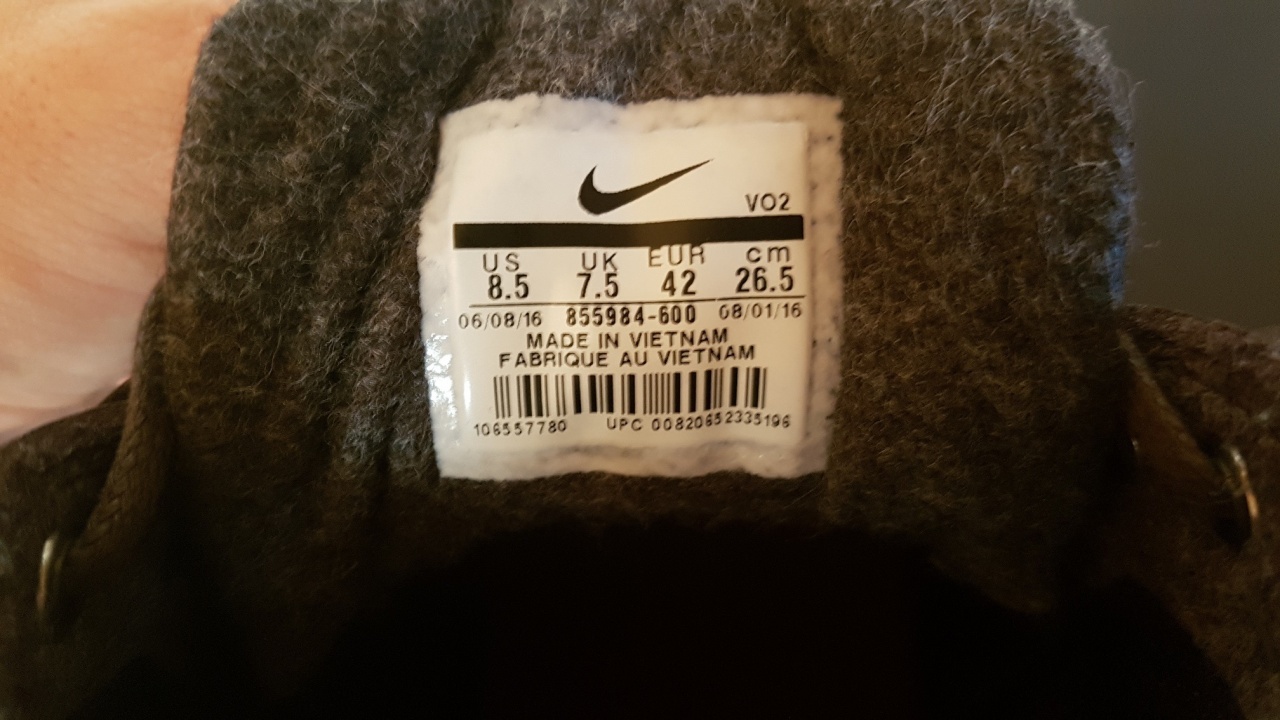 VO2
US UK EUR cm
8.5 7.5 42 26.5
06/08/16 855984-600 08/01/16
MADE IN VIETNAM
FABRIQUE AU VIETNAM
106557780 UPC 00820652335196